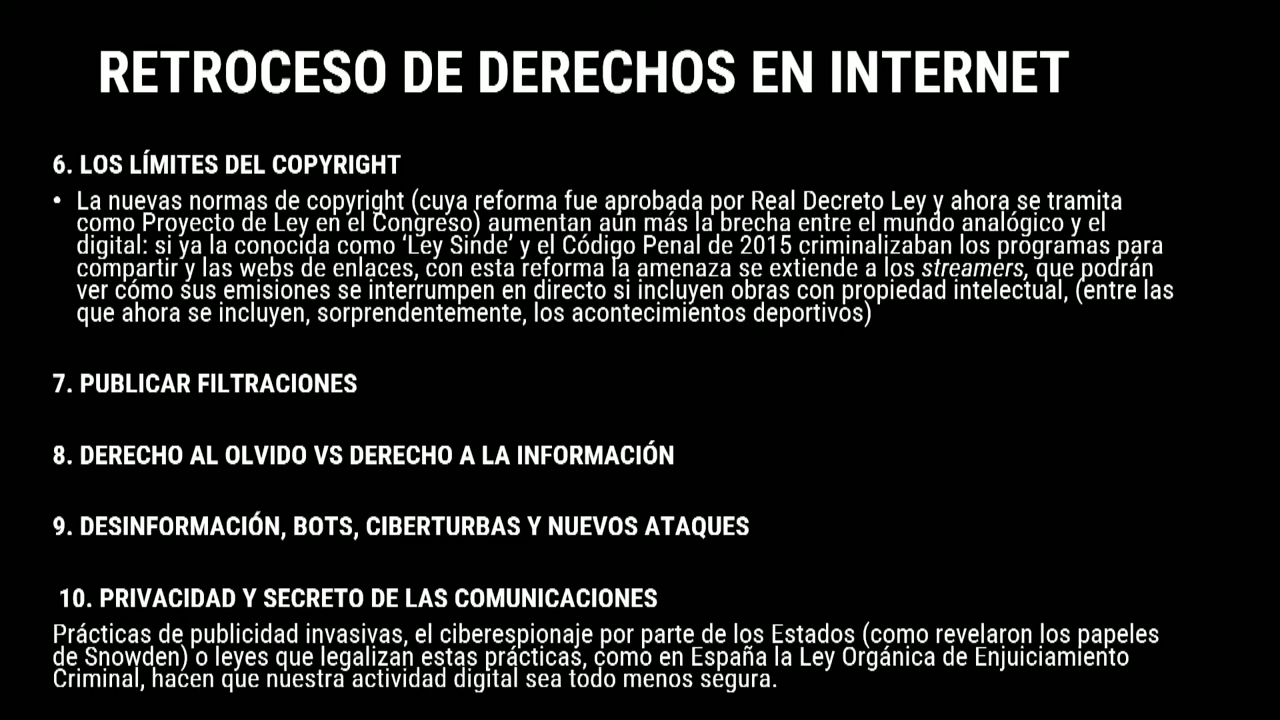 RETROCESO DE DERECHOS EN INTERNET
6. LOS LÍMITES DEL COPYRIGHT
• La nuevas normas de copyright (cuya reforma fue aprobada por Real Decreto Ley y ahora se tramita
como Proyecto de Ley en el Congreso) aumentan aún más la brecha entre el mundo analógico y el
digital: si ya la conocida como ‘Ley Sinde’ y el Código Penal de 2015 criminalizaban los programas para
compartir y las webs de enlaces, con esta reforma la amenaza se extiende a los streamers, que podrán
ver cómo sus emisiones se interrumpen en directo si incluyen obras con propiedad intelectual, (entre las
que ahora se incluyen, sorprendentemente, los acontecimientos deportivos)
7. PUBLICAR FILTRACIONES
8. DERECHO AL OLVIDO VS DERECHO A LA INFORMACIÓN
9. DESINFORMACIÓN, BOTS, CIBERTURBAS Y NUEVOS ATAQUES
10. PRIVACIDAD Y SECRETO DE LAS COMUNICACIONES
Prácticas de publicidad invasivas, el ciberespionaje por parte de los Estados (como revelaron los papeles
de Snowden) o leyes que legalizan estas prácticas, como en España la Ley Orgánica de Enjuiciamiento
Criminal, hacen que nuestra actividad digital sea todo menos segura.